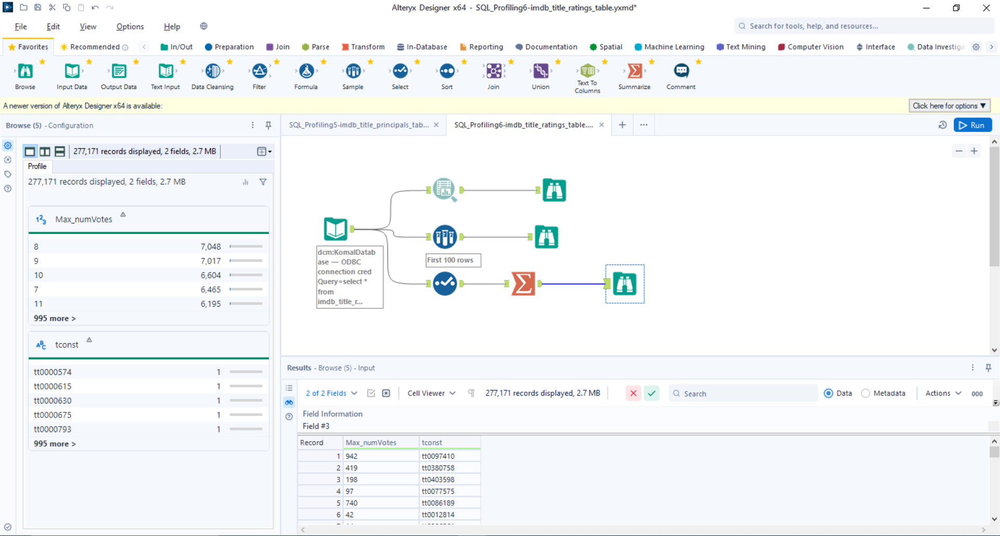 Alteryx Designer x64 - SQL_Profiling6-imdb_title_ratings_table.yxmd*
File Edit View Options Help
Search for tools, help, and resources...
Favorites Recommended In/Out Preparation Join Parse Transform In-Database Reporting Documentation Spatial Machine Learning Text Mining Computer Vision Interface Data Investiga
Browse Input Data Output Data Text Input Data Cleansing Filter Formula Sample Select Sort Join Union Text To Columns Summarize Comment
A newer version of Alteryx Designer x64 is available:
Click here for options ▼
Browse (5) - Configuration
SQL_Profiling5-imdb_title_principals_tab...
SQL_Profiling6-imdb_title_ratings_table....
Run
277,171 records displayed, 2 fields, 2.7 MB
Profile
277,171 records displayed, 2 fields, 2.7 MB
123 Max_numVotes
8 7,048
9 7,017
10 6,604
7 6,465
11 6,195
995 more >
ABC tconst
tt0000574 1
tt0000615 1
tt0000630 1
tt0000675 1
tt0000793 1
995 more >
dcm:KomalDatab
ase — ODBC
connection cred
Query=select *
from
imdb_title_r...
First 100 rows
Results - Browse (5) - Input
2 of 2 Fields
Cell Viewer
277,171 records displayed, 2.7 MB
Search
Data
Metadata
Actions
000
Field Information
Field #3
Record Max_numVotes tconst
1 942 tt0097410
2 419 tt0380758
3 198 tt0403598
4 97 tt0077575
5 740 tt0086189
6 42 tt0012814